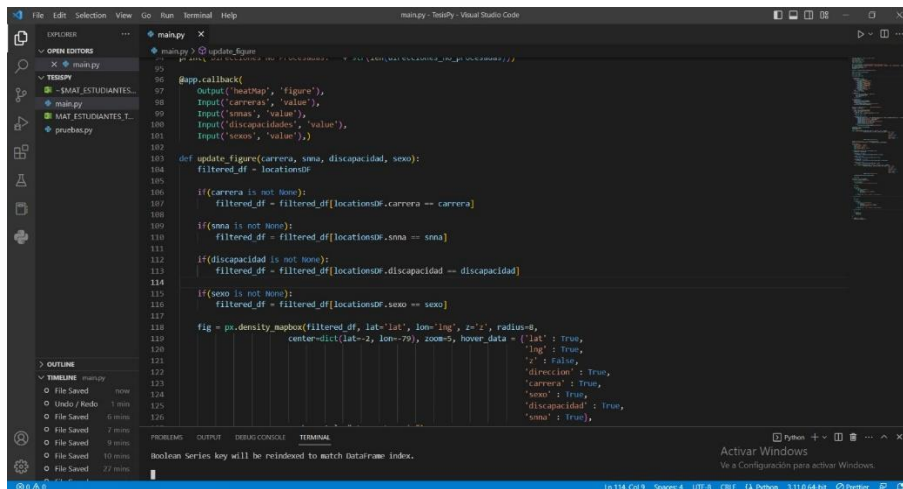 File Edit Selection View Go Run Terminal Help
main.py - TesisPy - Visual Studio Code
EXPLORER
OPEN EDITORS
main.py
TESISPY
~$MAT_ESTUDIANTES...
main.py
MAT_ESTUDIANTES_T...
pruebas.py
OUTLINE
TIMELINE main.py
File Saved now
Undo / Redo 1 min
File Saved 6 mins
File Saved 7 mins
File Saved 9 mins
File Saved 10 mins
File Saved 27 mins
main.py
main.py > update_figure
95
96 @app.callback(
97 Output('heatMap', 'figure'),
98 Input('carreras', 'value'),
99 Input('snnas', 'value'),
100 Input('discapacidades', 'value'),
101 Input('sexos', 'value'),)
102
103 def update_figure(carrera, snna, discapacidad, sexo):
104 filtered_df = locationsDF
105
106 if(carrera is not None):
107 filtered_df = filtered_df[locationsDF.carrera == carrera]
108
109 if(snna is not None):
110 filtered_df = filtered_df[locationsDF.snna == snna]
111
112 if(discapacidad is not None):
113 filtered_df = filtered_df[locationsDF.discapacidad == discapacidad]
114
115 if(sexo is not None):
116 filtered_df = filtered_df[locationsDF.sexo == sexo]
117
118 fig = px.density_mapbox(filtered_df, lat='lat', lon='lng', z='z', radius=8,
119 center=dict(lat=-2, lon=-79), zoom=5, hover_data = {'lat' : True,
120 'lng' : True,
121 'z' : False,
122 'direccion' : True,
123 'carrera' : True,
124 'sexo' : True,
125 'discapacidad' : True,
126 'snna' : True},
PROBLEMS OUTPUT DEBUG CONSOLE TERMINAL
Python
Boolean Series key will be reindexed to match DataFrame index.
Activar Windows
Ve a Configuración para activar Windows.
0 0 Ln 114, Col 9 Spaces: 4 UTF-8 CRLF Python 3.11.0 64-bit Prettier